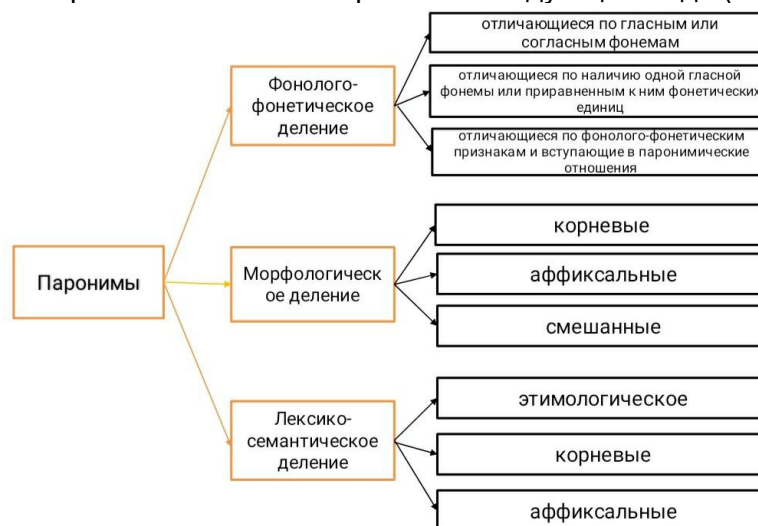 отличающиеся по гласным или
согласным фонемам
Фонолого-
фонетическое
деление
отличающиеся по наличию одной гласной
фонемы или приравненным к ним фонетических
единиц
отличающиеся по фонолого-фонетическим
признакам и вступающие в паронимические
отношения
Паронимы
Морфологическ
ое деление
корневые
аффиксальные
смешанные
Лексико-
семантическое
деление
этимологическое
корневые
аффиксальные